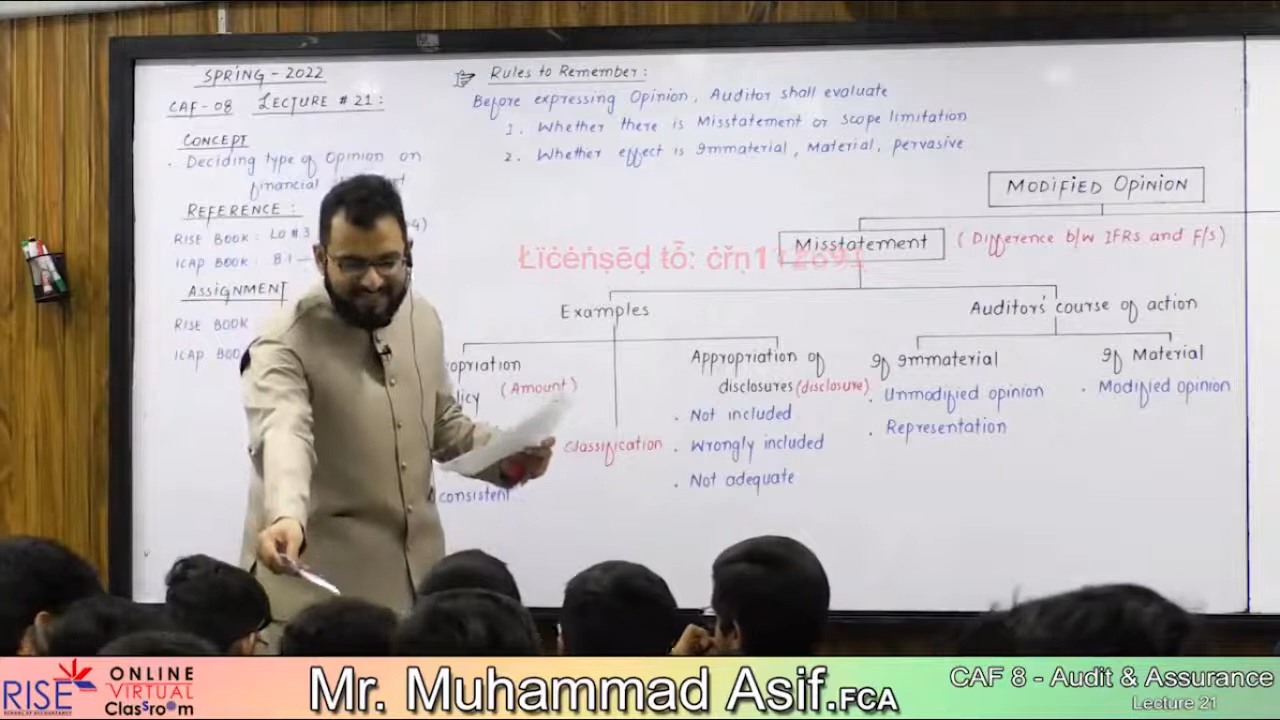 SPRING - 2022
CAF-08 LECTURE # 21:
CONCEPT
. Deciding type of Opinion on
financial
REFERENCE:
RISE BOOK: LO #3
ICAP BOOK: 8.1
ASSIGNMENT
RISE BOOK
ICAP BOO
Rules to Remember:
Before expressing Opinion, Auditor shall evaluate
1. Whether there is Misstatement or scope limitation
2. Whether effect is Immaterial, Material, pervasive
MODIFIED OPINION
Misstatement (Difference b/w IFRs and F/s)
Examples
Auditor's course of action
opriation
licy (Amount)
consistent
Classification
Appropriation of
disclosures (disclosure)
. Not included
. Wrongly included
. Not adequate
If Immaterial
. Unmodified opinion
. Representation
If Material
. Modified opinion
RISE
ONLINE
VIRTUAL
Classroom
Mr. Muhammad Asif.FCA
CAF 8 - Audit & Assurance
Lecture 21